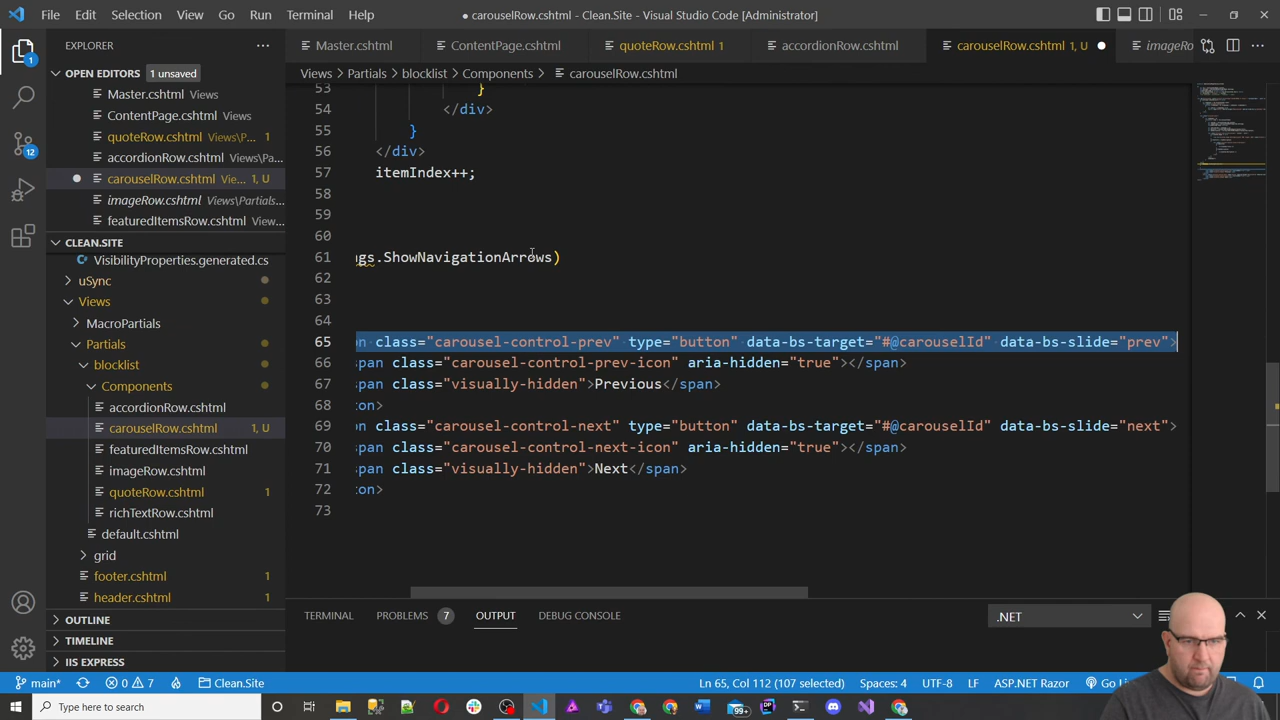 File Edit Selection View Go Run Terminal Help
● carouselRow.cshtml - Clean.Site - Visual Studio Code [Administrator]
EXPLORER
Master.cshtml
ContentPage.cshtml
quoteRow.cshtml 1
accordionRow.cshtml
carouselRow.cshtml 1, U
imageRo
OPEN EDITORS 1 unsaved
Views > Partials > blocklist > Components > carouselRow.cshtml
Master.cshtml Views
ContentPage.cshtml Views
quoteRow.cshtml Views\P... 1
accordionRow.cshtml Views\Pa...
carouselRow.cshtml Vie... 1, U
imageRow.cshtml Views\Partials...
featuredItemsRow.cshtml View...
CLEAN.SITE
VisibilityProperties.generated.cs
uSync
Views
MacroPartials
Partials
blocklist
Components
accordionRow.cshtml
carouselRow.cshtml 1, U
featuredItemsRow.cshtml
imageRow.cshtml
quoteRow.cshtml 1
richTextRow.cshtml
default.cshtml
grid
footer.cshtml 1
header.cshtml 1
OUTLINE
TIMELINE
IIS EXPRESS
53 }
54 </div>
55 }
56 </div>
57 itemIndex++;
58
59
60
61 ngs.ShowNavigationArrows)
62
63
64
65 on class="carousel-control-prev" type="button" data-bs-target="#@carouselId" data-bs-slide="prev">
66 span class="carousel-control-prev-icon" aria-hidden="true"></span>
67 span class="visually-hidden">Previous</span>
68 ton>
69 on class="carousel-control-next" type="button" data-bs-target="#@carouselId" data-bs-slide="next">
70 span class="carousel-control-next-icon" aria-hidden="true"></span>
71 span class="visually-hidden">Next</span>
72 ton>
73
TERMINAL PROBLEMS 7 OUTPUT DEBUG CONSOLE
.NET
main* 0 7 Clean.Site
Ln 65, Col 112 (107 selected) Spaces: 4 UTF-8 LF ASP.NET Razor Go Li
1
12
Type here to search
99+